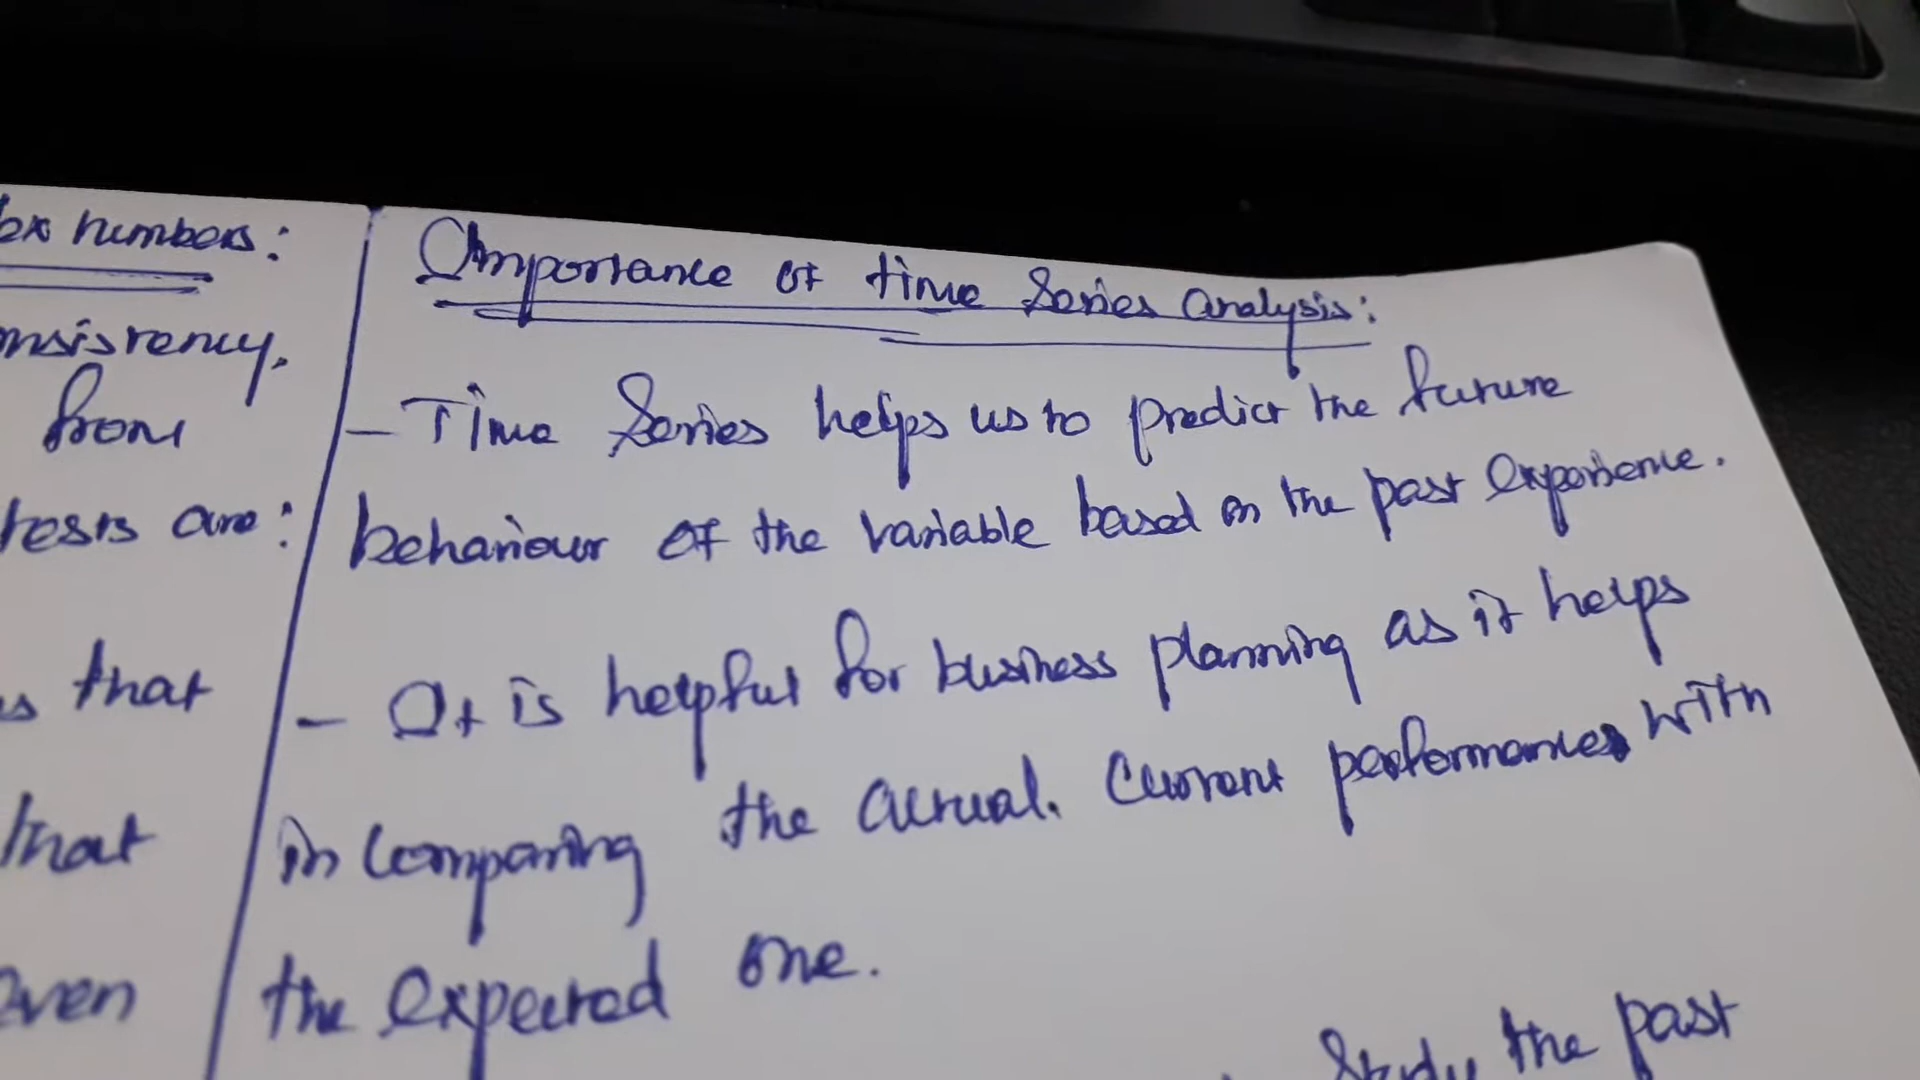 numbers:
from
tests are:
that
that
Importance of time Series analysis:
- Time Series helps us to predict the future
behaviour of the variable based on the past experience.
- It is helpful for business planning as it helps
in comparing the actual. Current performances with
the expected one.
Study the past